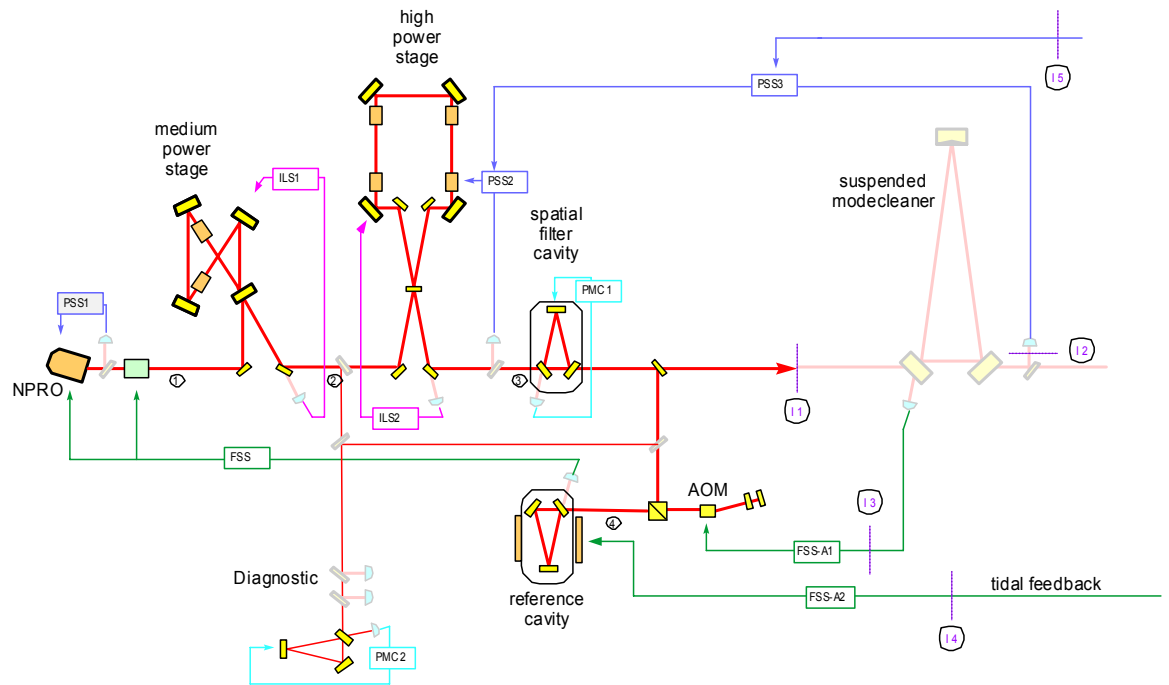 high
power
stage
medium
power
stage
ILS1
PSS3
I 5
PSS2
suspended
modecleaner
spatial
filter
cavity
PMC 1
PSS1
NPRO
1
2
3
I 2
I 1
ILS2
FSS
AOM
I 3
4
FSS-A1
Diagnostic
reference
cavity
FSS-A2
tidal feedback
I 4
PMC 2